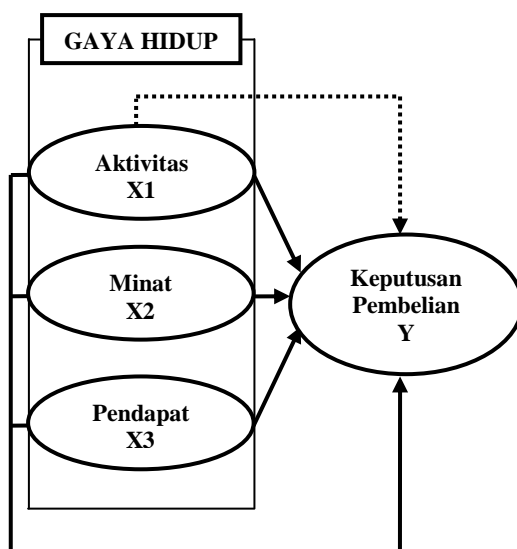 GAYA HIDUP
Aktivitas
X1
Minat
X2
Pendapat
X3
Keputusan
Pembelian
Y